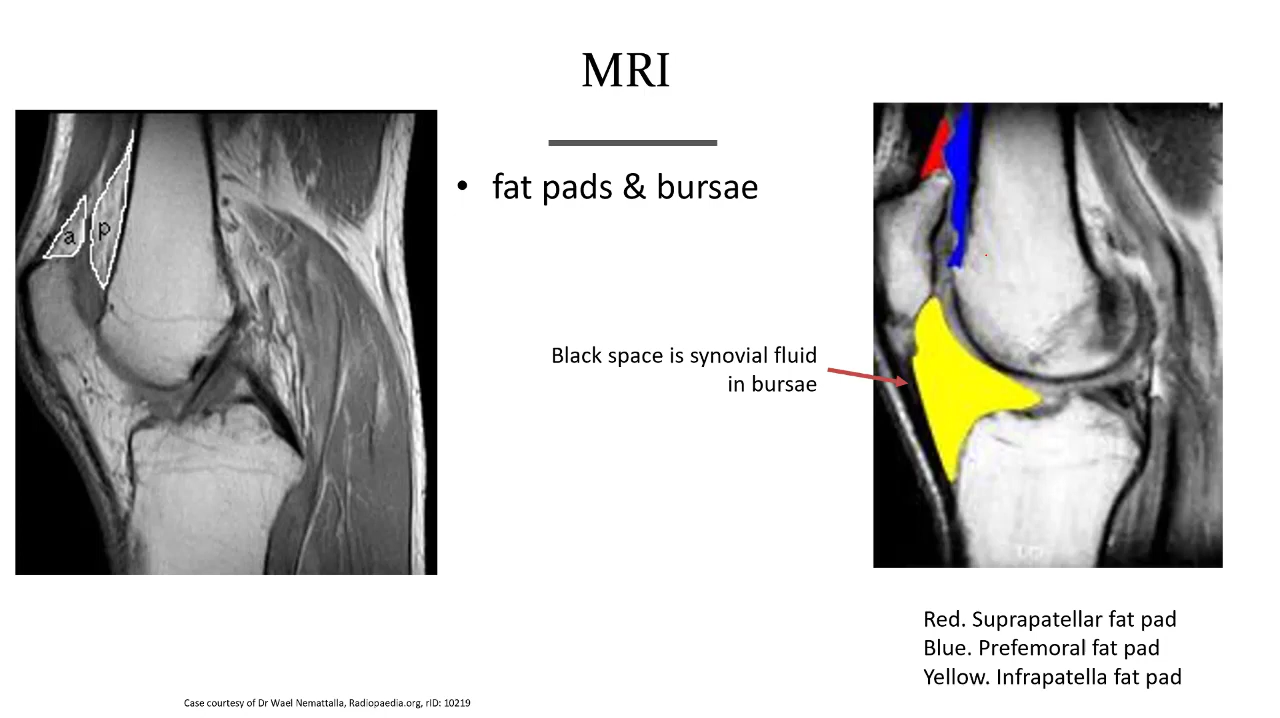 MRI
• fat pads & bursae
a
p
Black space is synovial fluid
in bursae
Red. Suprapatellar fat pad
Blue. Prefemoral fat pad
Yellow. Infrapatella fat pad
Case courtesy of Dr Wael Nemattalla, Radiopaedia.org, rID: 10219